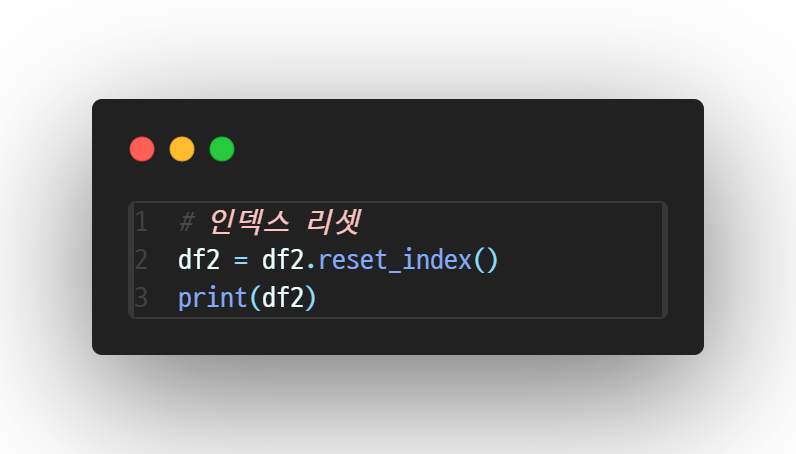 1 # 인덱스 리셋
2 df2 = df2.reset_index()
3 print(df2)